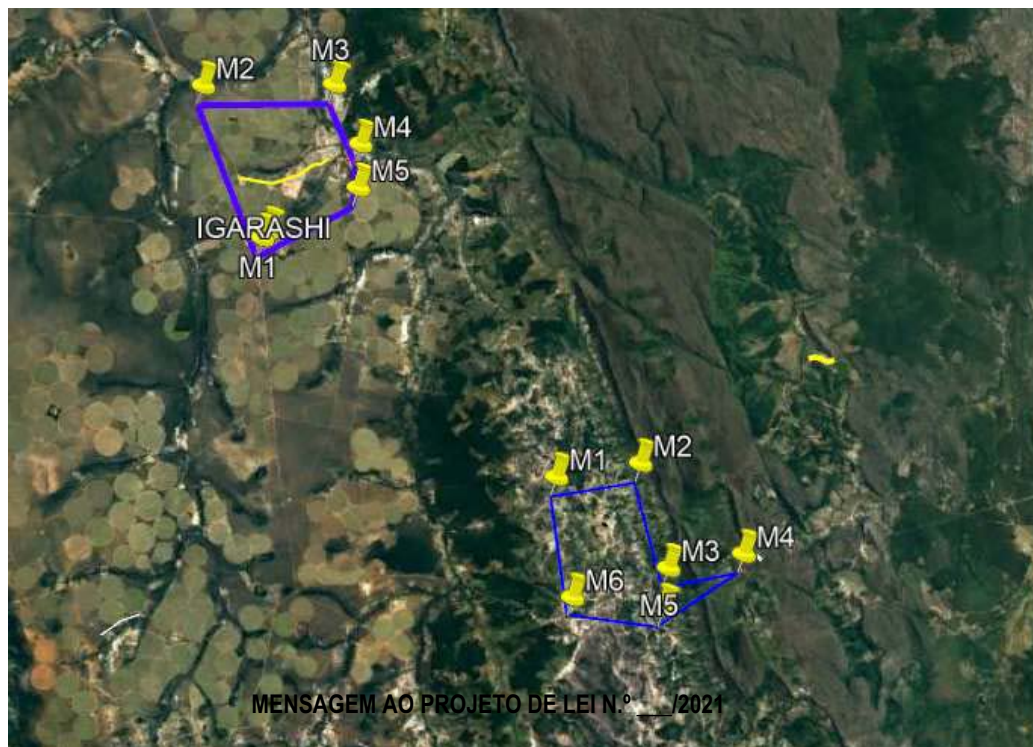 M3
M2
M4
M5
IGARASHI
M1
M2
M1
M4
M3
M6
M5
MENSAGEM AO PROJETO DE LEI N.º ___/2021